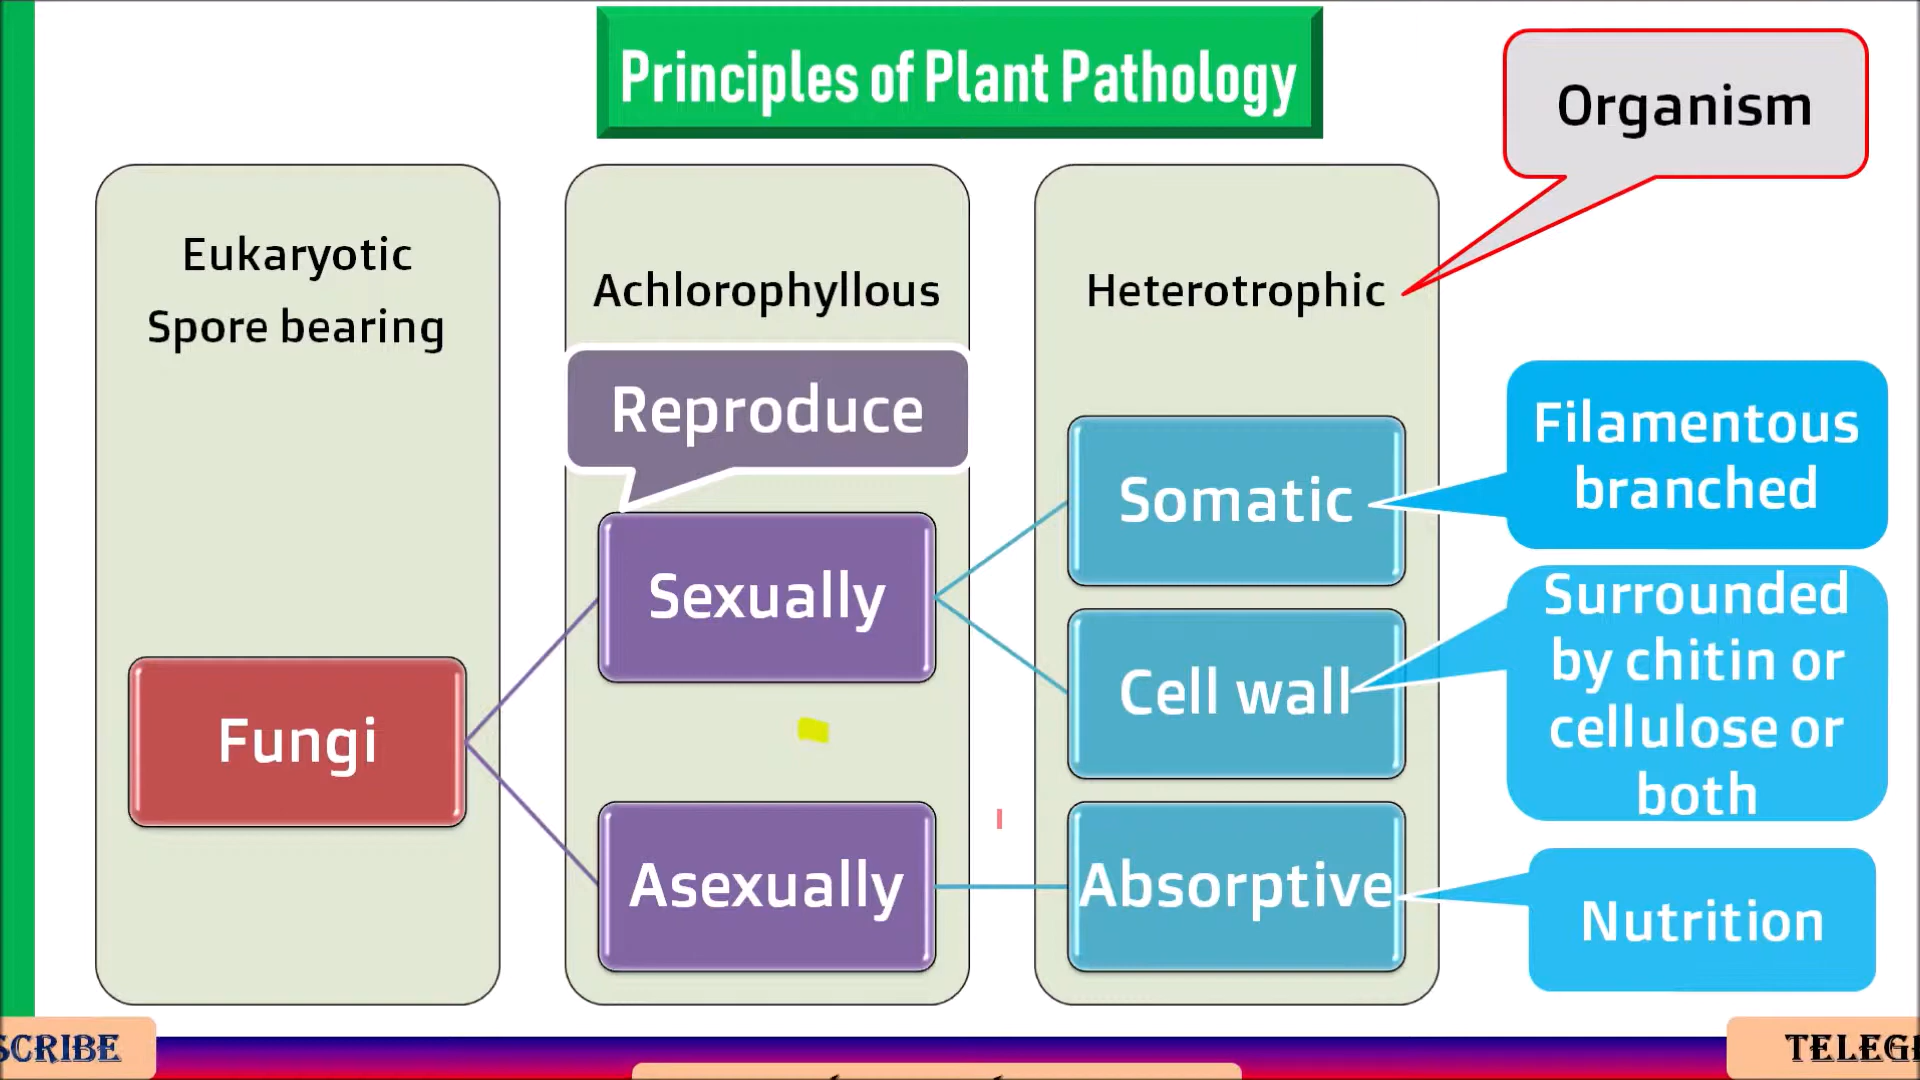 Principles of Plant Pathology
Organism
Eukaryotic
Spore bearing
Achlorophyllous
Heterotrophic
Reproduce
Filamentous
branched
Somatic
Sexually
Surrounded
by chitin or
cellulose or
both
Cell wall
Fungi
Asexually
Absorptive
Nutrition
SCRIBE